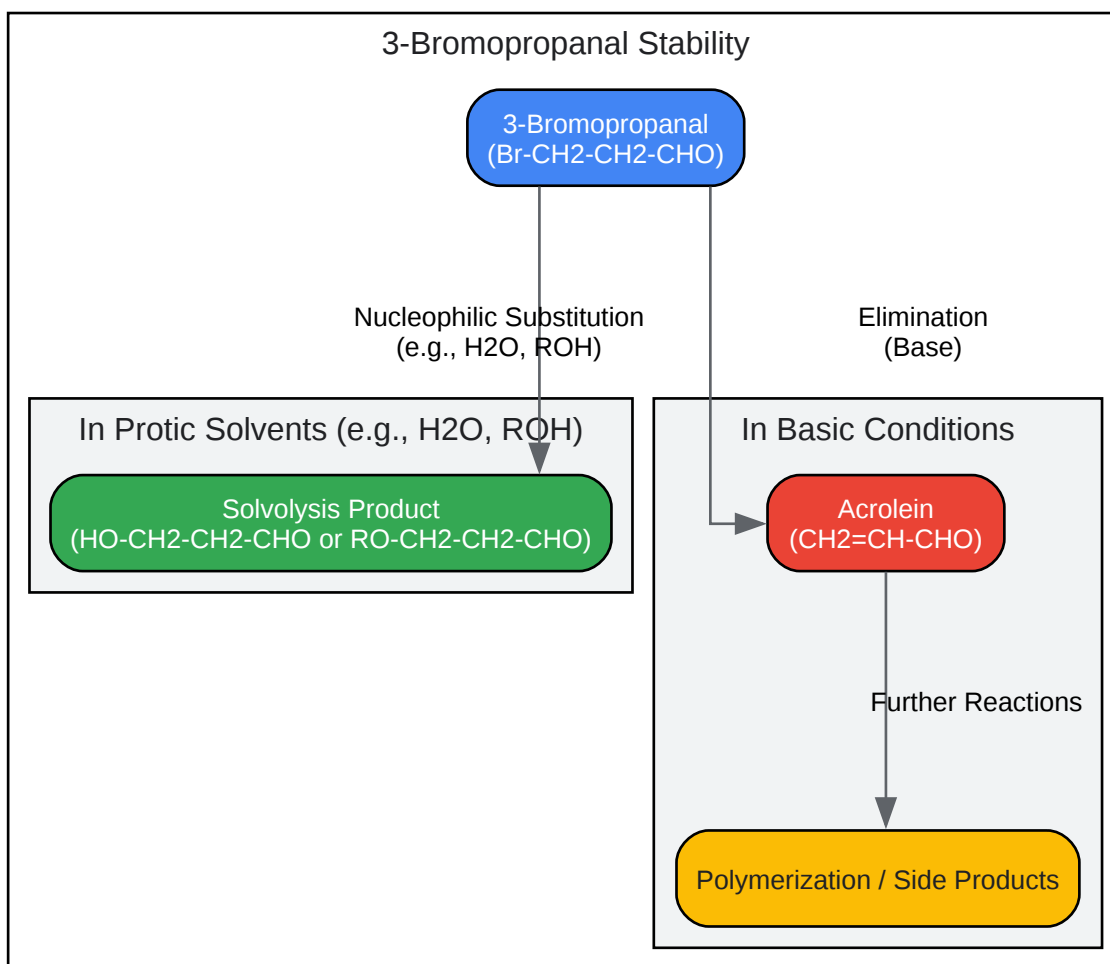 3-Bromopropanal Stability
3-Bromopropanal
(Br-CH2-CH2-CHO)
Nucleophilic Substitution
(e.g., H2O, ROH)
Elimination
(Base)
In Protic Solvents (e.g., H2O, ROH)
In Basic Conditions
Solvolysis Product
(HO-CH2-CH2-CHO or RO-CH2-CH2-CHO)
Acrolein
(CH2=CH-CHO)
Further Reactions
Polymerization / Side Products